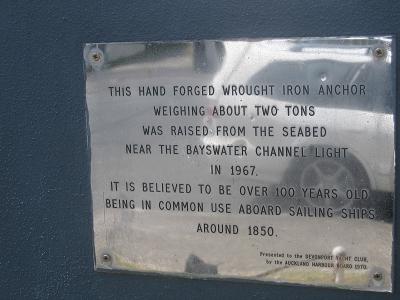 THIS HAND FORGED WROUGHT IRON ANCHOR
WEIGHING ABOUT TWO TONS
WAS RAISED FROM THE SEABED
NEAR THE BAYSWATER CHANNEL LIGHT
IN 1967.
IT IS BELIEVED TO BE OVER 100 YEARS OLD
BEING IN COMMON USE ABOARD SAILING SHIPS
AROUND 1850.
Presented to the DEVONPORT YACHT CLUB,
by the AUCKLAND HARBOUR BOARD 1970.